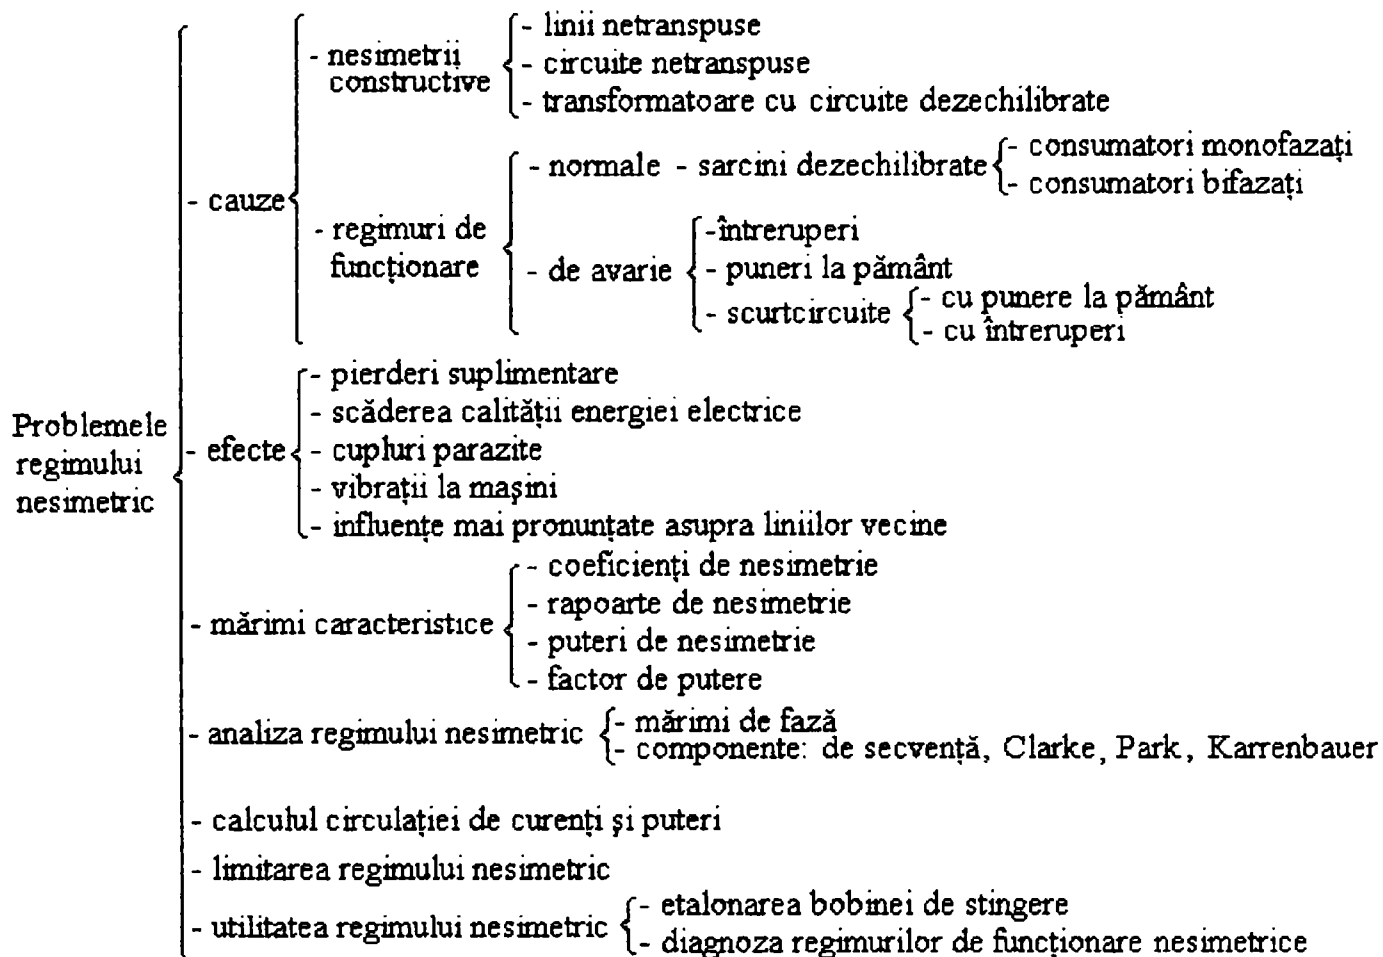 - linii netranspuse
- nesimetrii
constructive
- circuite netranspuse
- transformatoare cu circuite dezechilibrate
- cauze
- regimuri de
funcționare
- normale - sarcini dezechilibrate
- consumatori monofazați
- consumatori bifazați
- de avarie
-întreruperi
- puneri la pământ
- scurtcircuite
- cu punere la pământ
- cu întreruperi
Problemele
regimului
nesimetric
- efecte
- pierderi suplimentare
- scăderea calității energiei electrice
- cupluri parazite
- vibrații la mașini
- influențe mai pronunțate asupra liniilor vecine
- mărimi caracteristice
- coeficienți de nesimetrie
- rapoarte de nesimetrie
- puteri de nesimetrie
- factor de putere
- analiza regimului nesimetric
- mărimi de fază
- componente: de secvență, Clarke, Park, Karrenbauer
- calculul circulației de curenți și puteri
- limitarea regimului nesimetric
- utilitatea regimului nesimetric
- etalonarea bobinei de stingere
- diagnoza regimurilor de funcționare nesimetrice